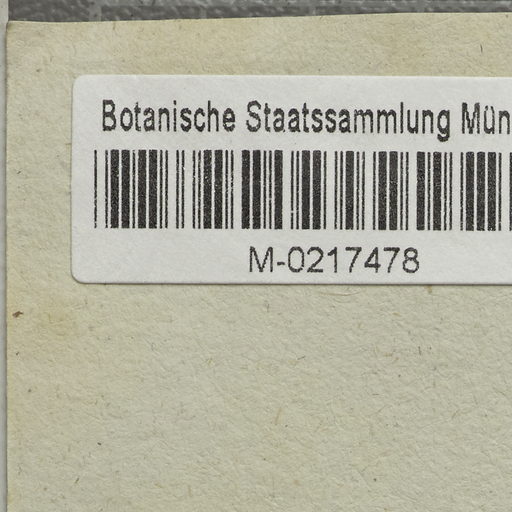 Botanische Staatssammlung Mün
M-0217478